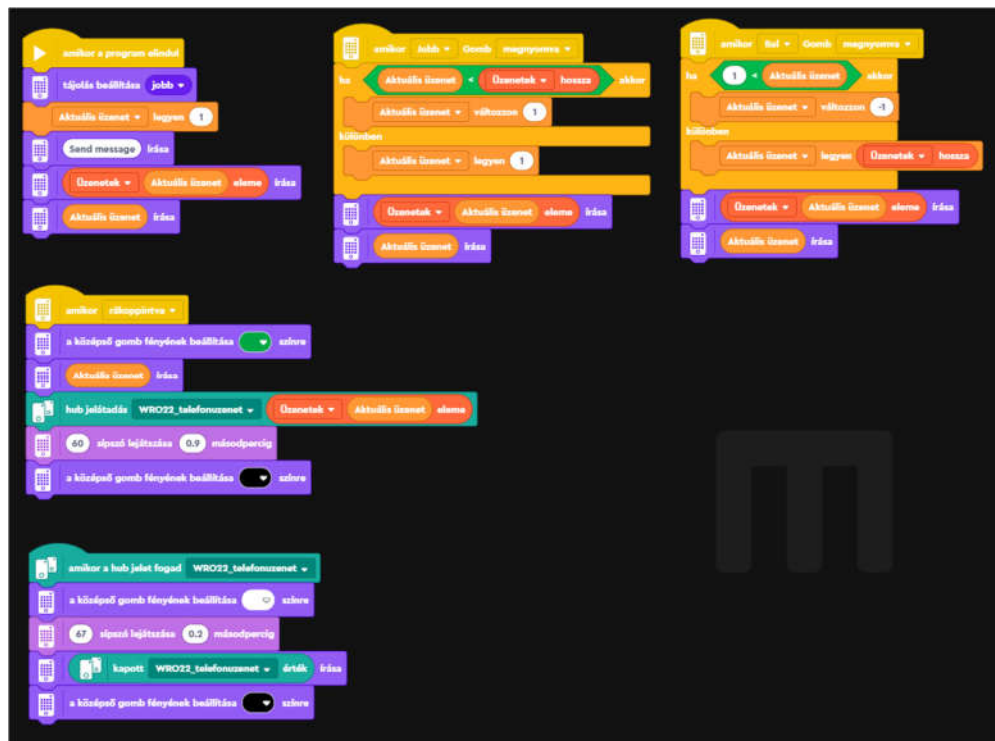 amikor a program elindul
tájolás beállítása jobb
Aktuális üzenet legyen 1
Send message írása
Üzenetek Aktuális üzenet eleme írása
Aktuális üzenet írása
amikor Jobb Gomb megnyomva
ha Aktuális üzenet < Üzenetek hossza akkor
Aktuális üzenet változzon 1
különben
Aktuális üzenet legyen 1
Üzenetek Aktuális üzenet eleme írása
Aktuális üzenet írása
amikor Bal Gomb megnyomva
ha 1 < Aktuális üzenet akkor
Aktuális üzenet változzon -1
különben
Aktuális üzenet legyen Üzenetek hossza
Üzenetek Aktuális üzenet eleme írása
Aktuális üzenet írása
amikor rákoppintva
a középső gomb fényének beállítása színre
Aktuális üzenet írása
hub jelátadás WRO22_telefonuzenet Üzenetek Aktuális üzenet eleme
60 sípszó lejátszása 0.9 másodpercig
a középső gomb fényének beállítása színre
amikor a hub jelet fogad WRO22_telefonuzenet
a középső gomb fényének beállítása színre
67 sípszó lejátszása 0.2 másodpercig
kapott WRO22_telefonuzenet érték írása
a középső gomb fényének beállítása színre